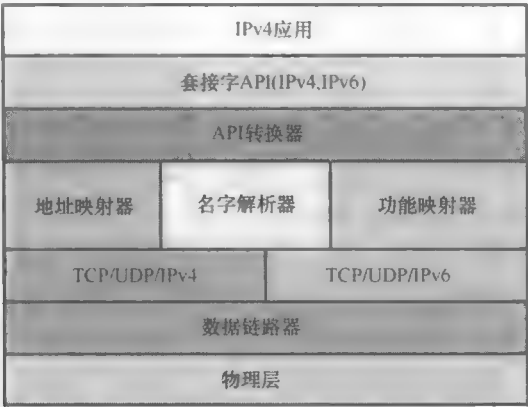 IPv4应用
套接字API(IPv4,IPv6)
API转换器
地址映射器 名字解析器 功能映射器
TCP/UDP/IPv4 TCP/UDP/IPv6
数据链路器
物理层